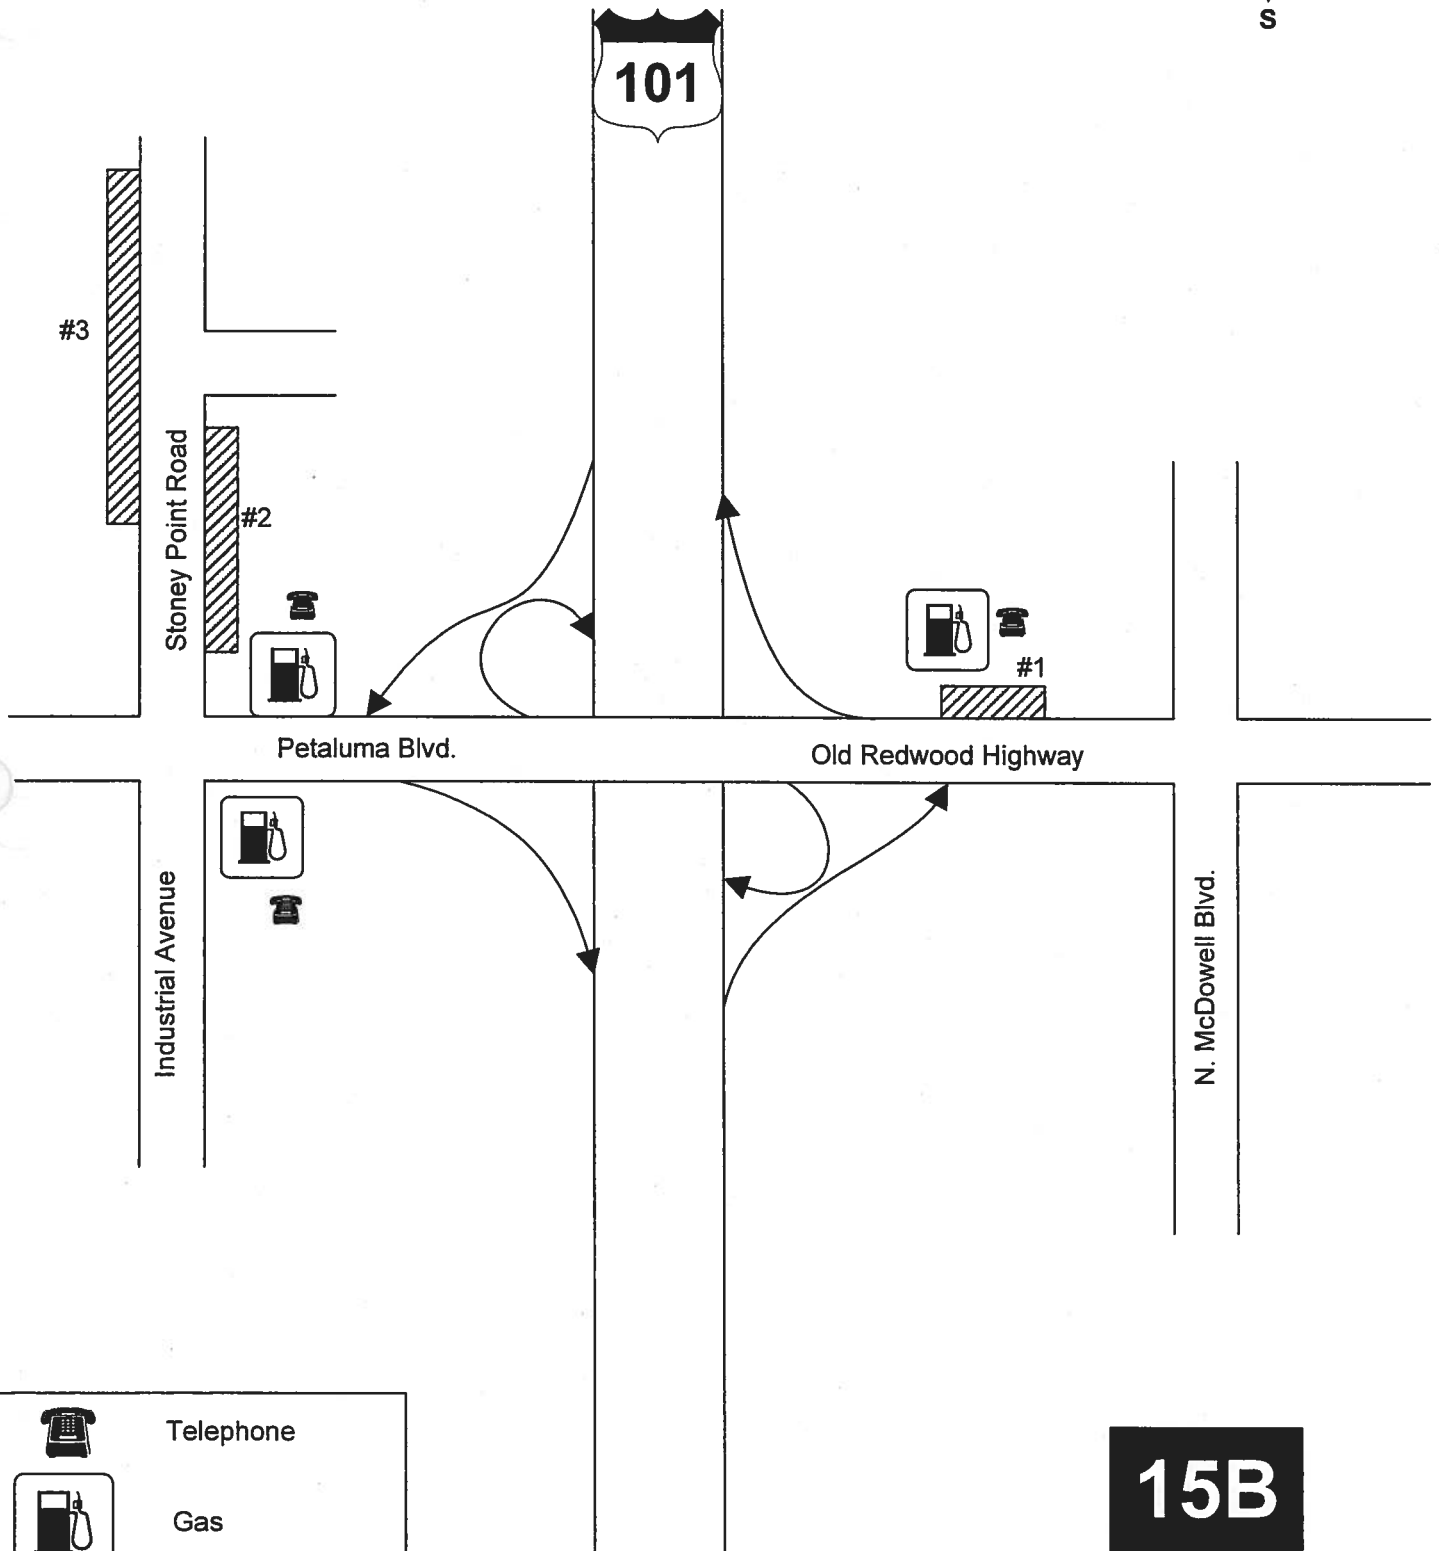 S
101
#3
Stoney Point Road
#2
#1
Petaluma Blvd.
Old Redwood Highway
Industrial Avenue
N. McDowell Blvd.
Telephone
Gas
15B